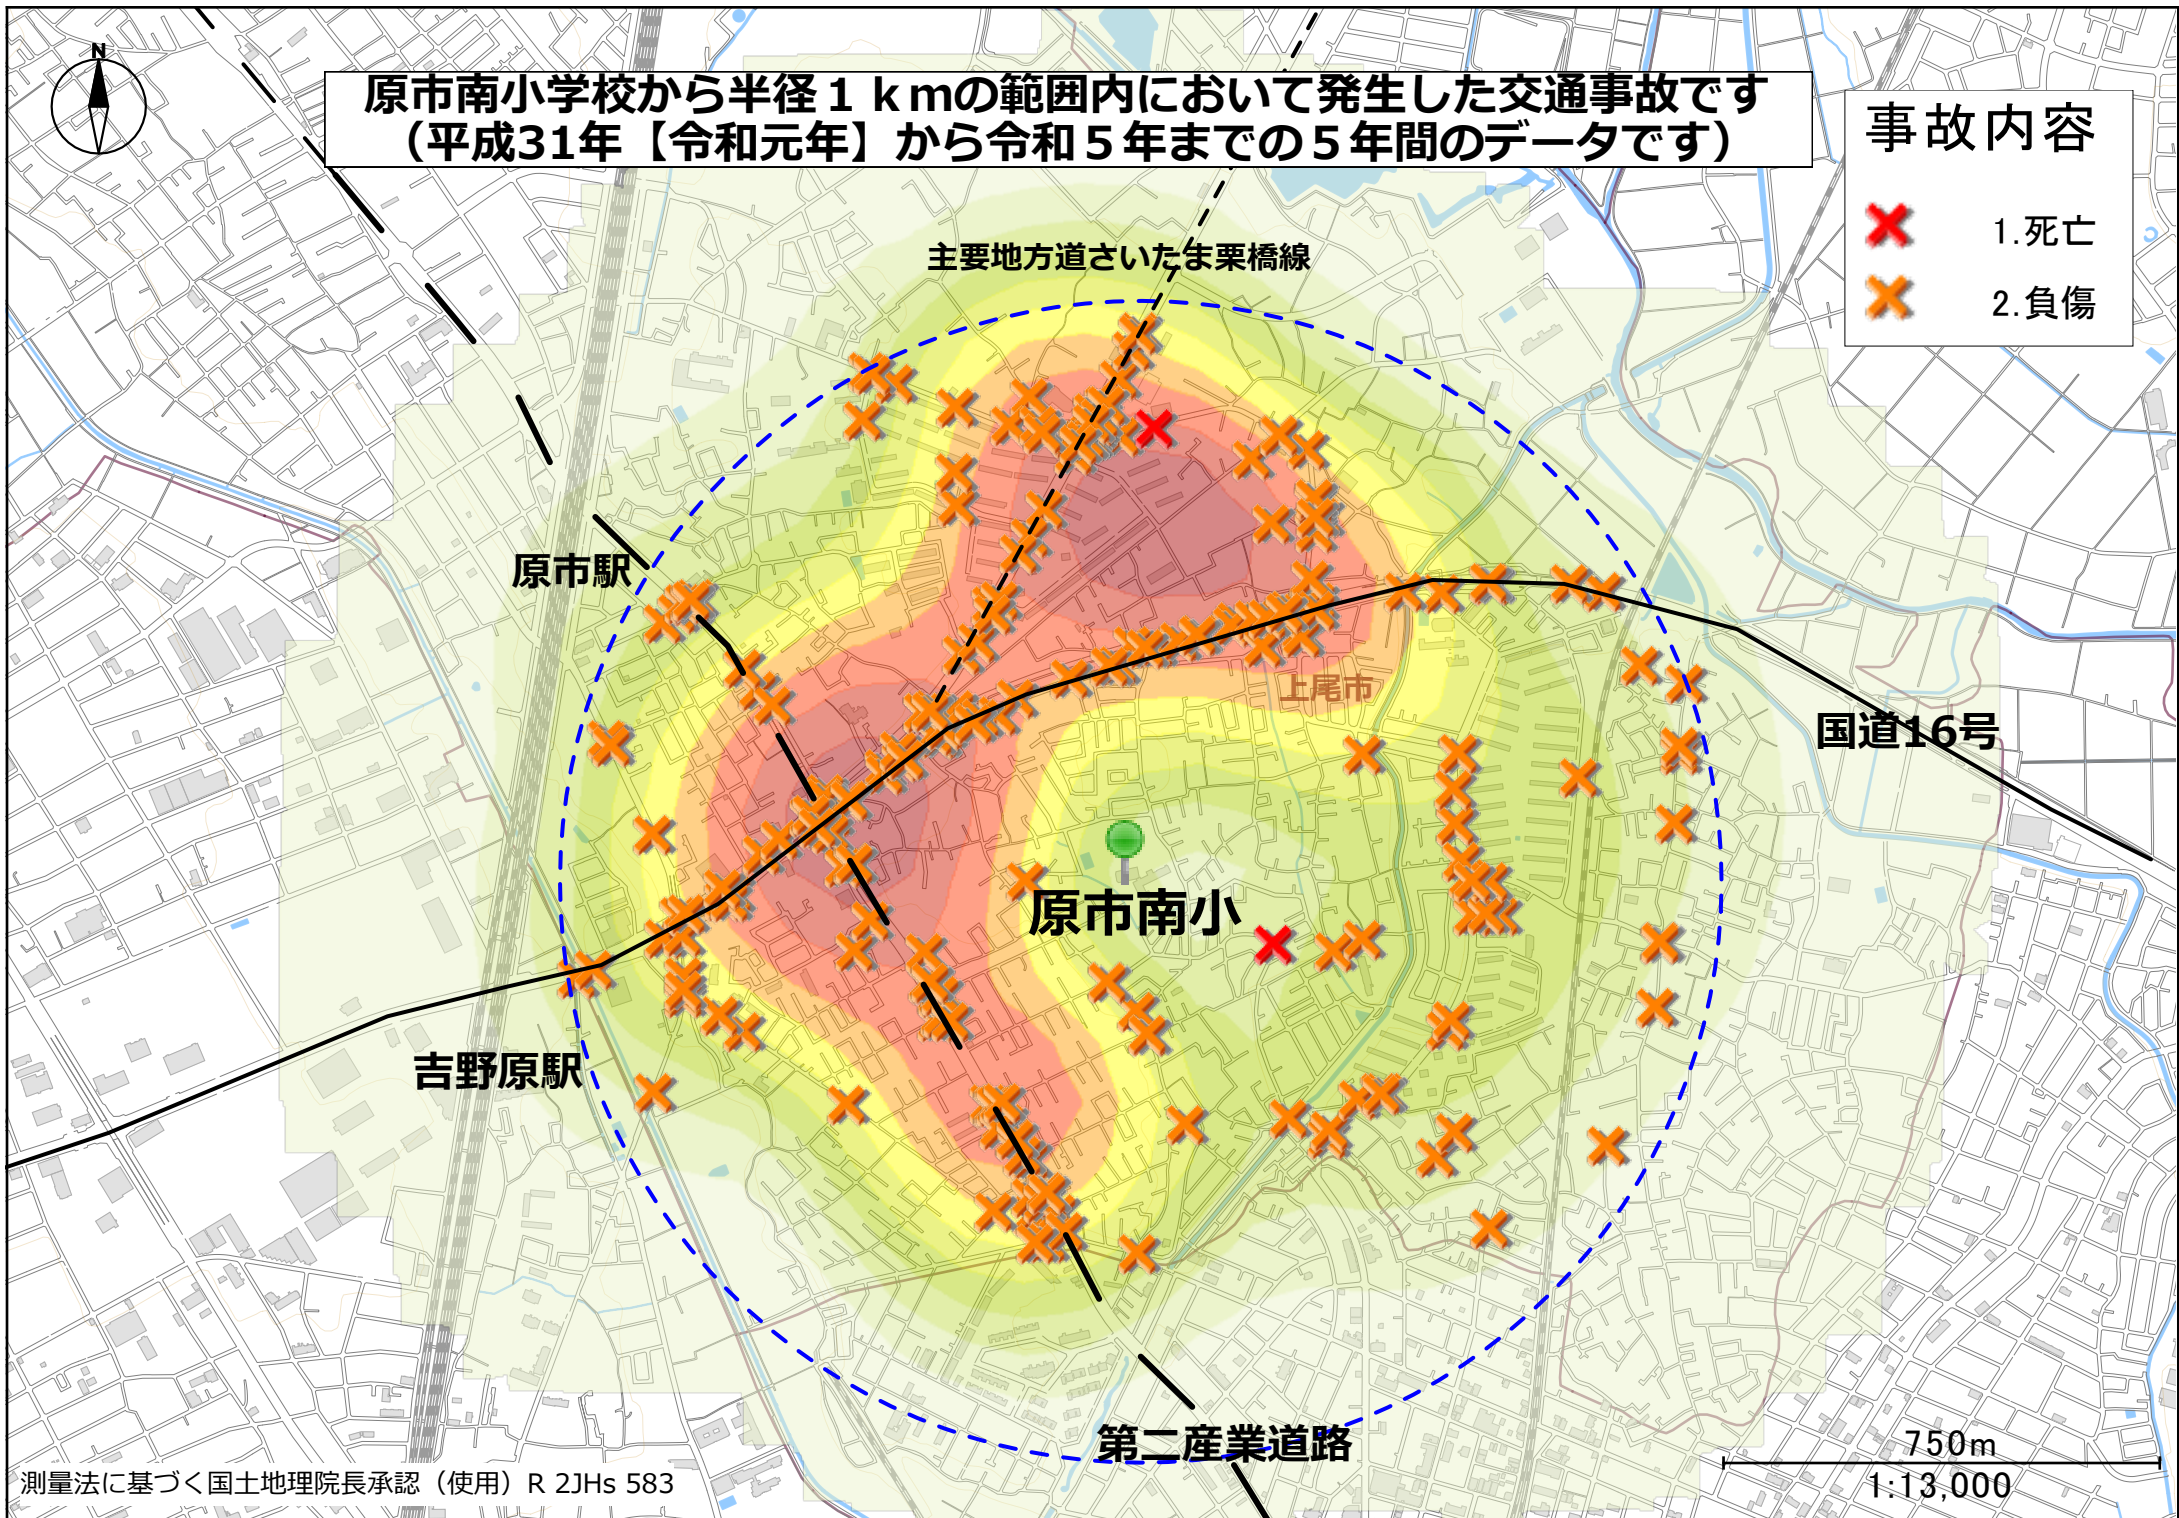 原市南小学校から半径１ｋｍの範囲内において発生した交通事故です
（平成31年【令和元年】から令和５年までの５年間のデータです）
N
事故内容
1.死亡
2.負傷
主要地方道さいたま栗橋線
原市駅
上尾市
国道16号
原市南小
吉野原駅
第二産業道路
750m
1:13,000
測量法に基づく国土地理院長承認（使用）R 2JHs 583